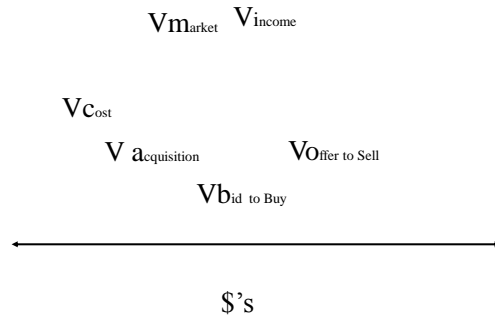 Vmarket Vincome
Vcost
V acquisition Voffer to Sell
Vbid to Buy
$’s